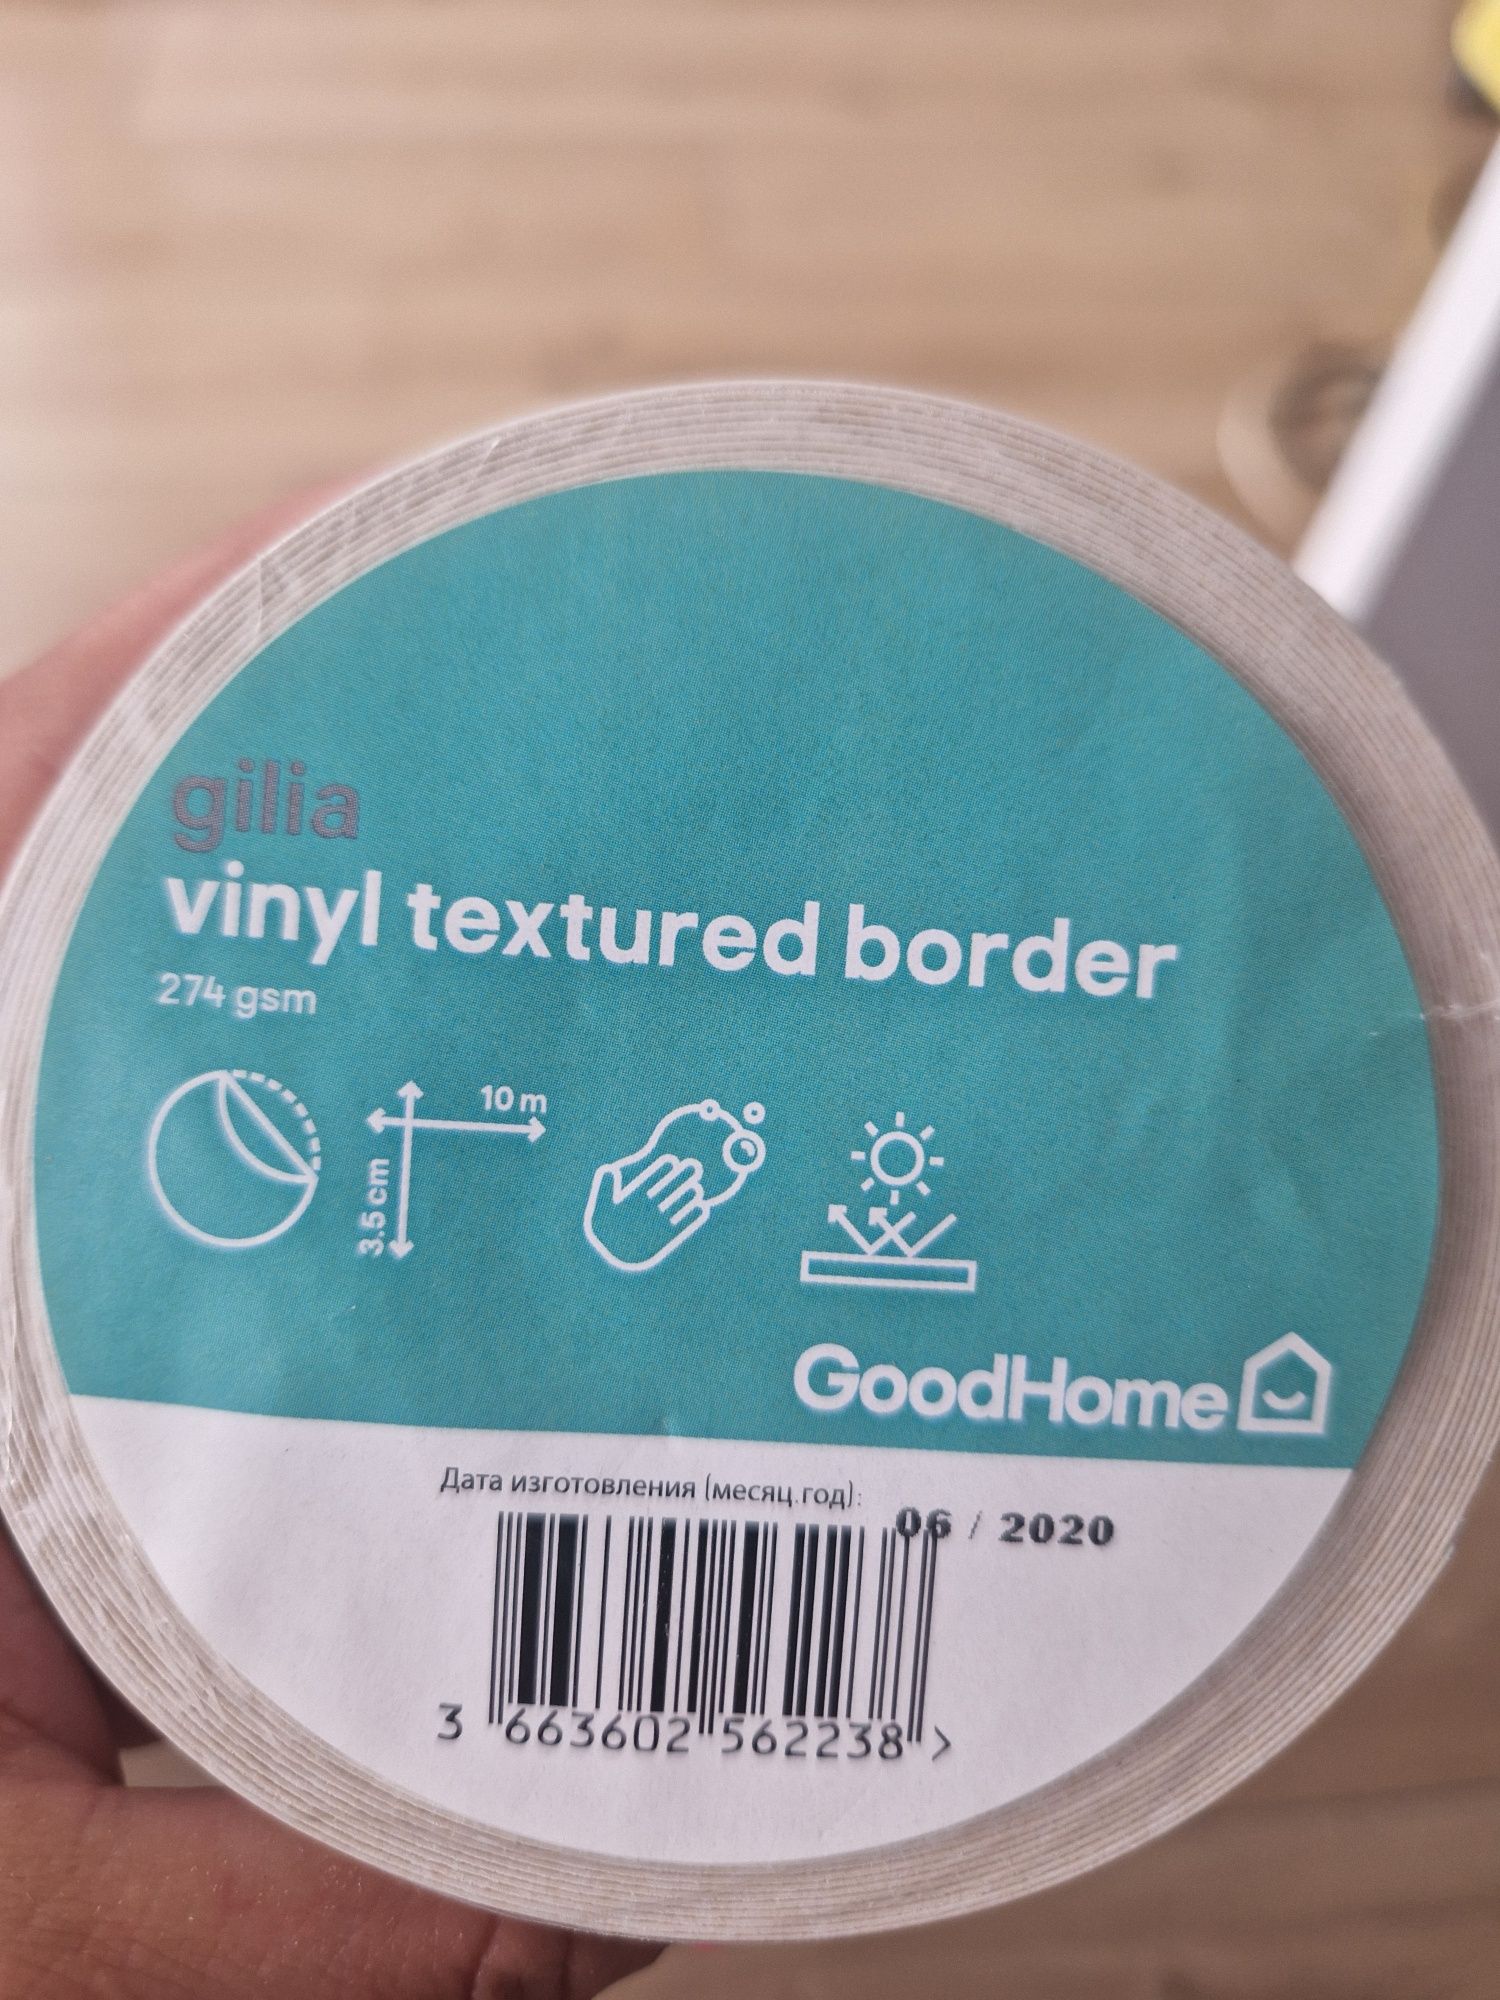 gilia
vinyl textured border
274 gsm
10 m
3.5 cm
GoodHome
Дата изготовления (месяц.год):
06 / 2020
3 663602 562238 >